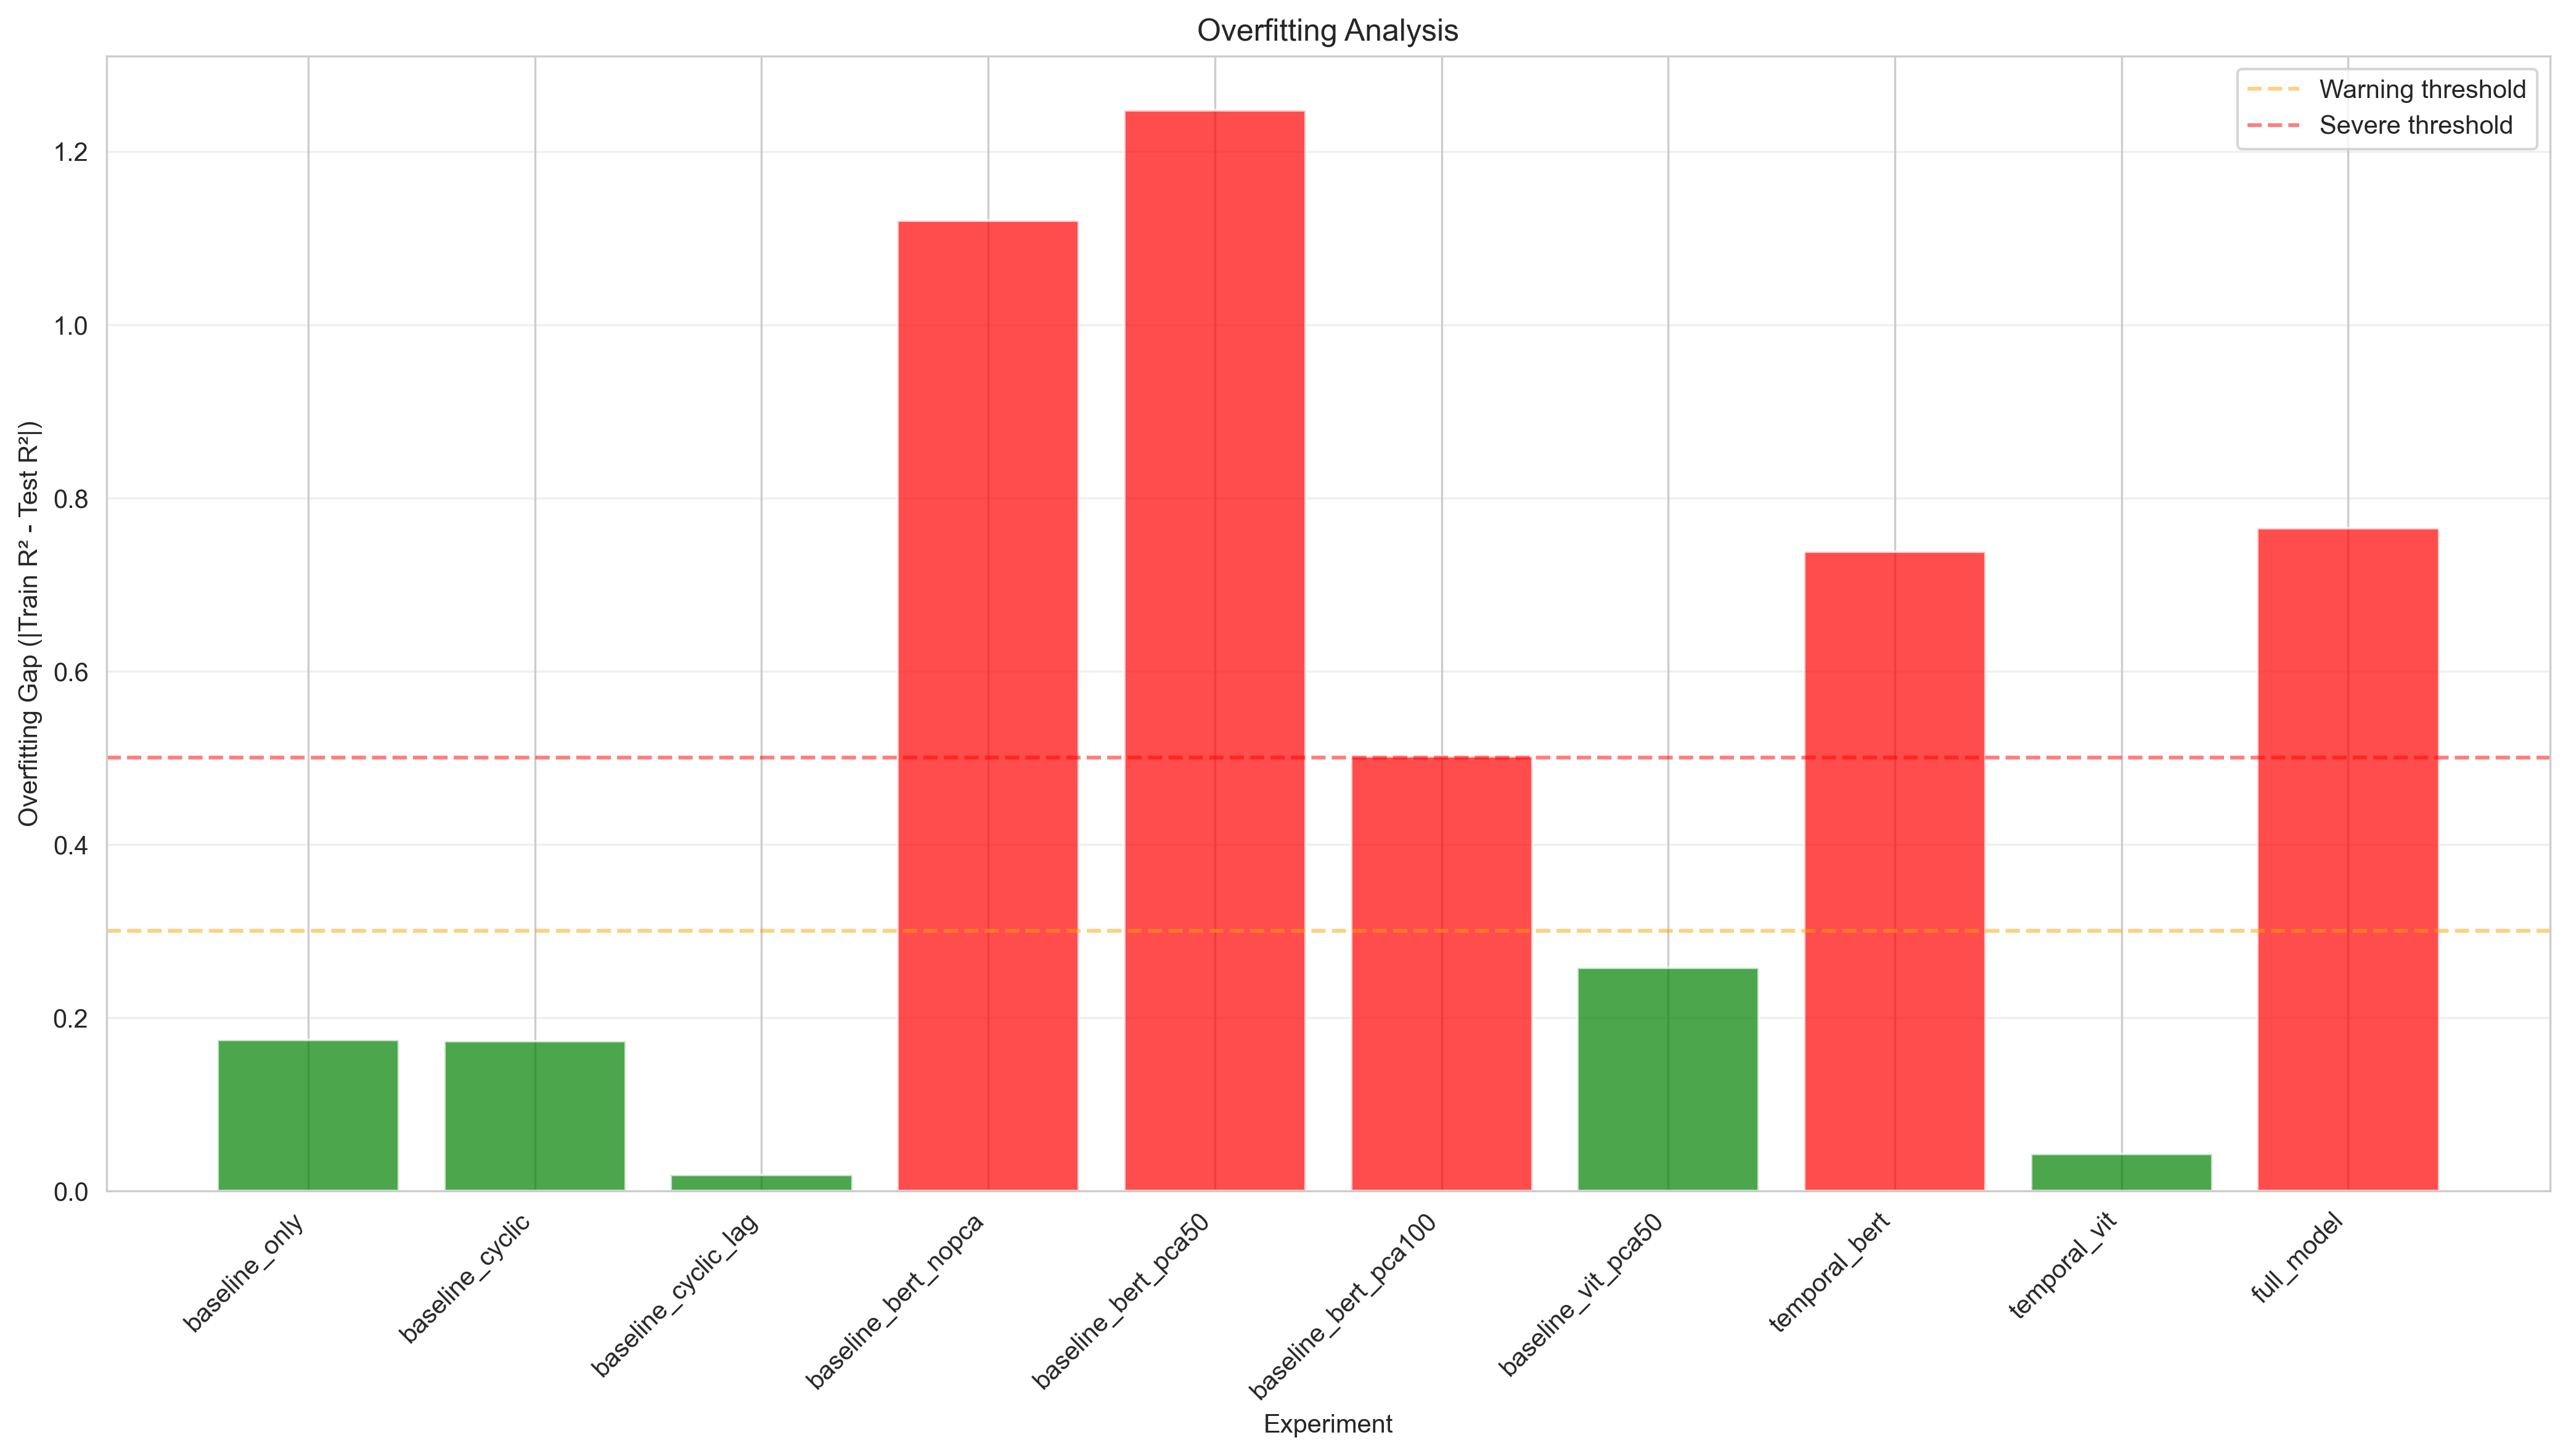 Overfitting Analysis
Warning threshold
Severe threshold
Overfitting Gap (|Train R² - Test R²|)
1.2
1.0
0.8
0.6
0.4
0.2
0.0
baseline_only
baseline_cyclic
baseline_cyclic_lag
baseline_bert_nopca
baseline_bert_pca50
baseline_bert_pca100
baseline_vit_pca50
temporal_bert
temporal_vit
full_model
Experiment